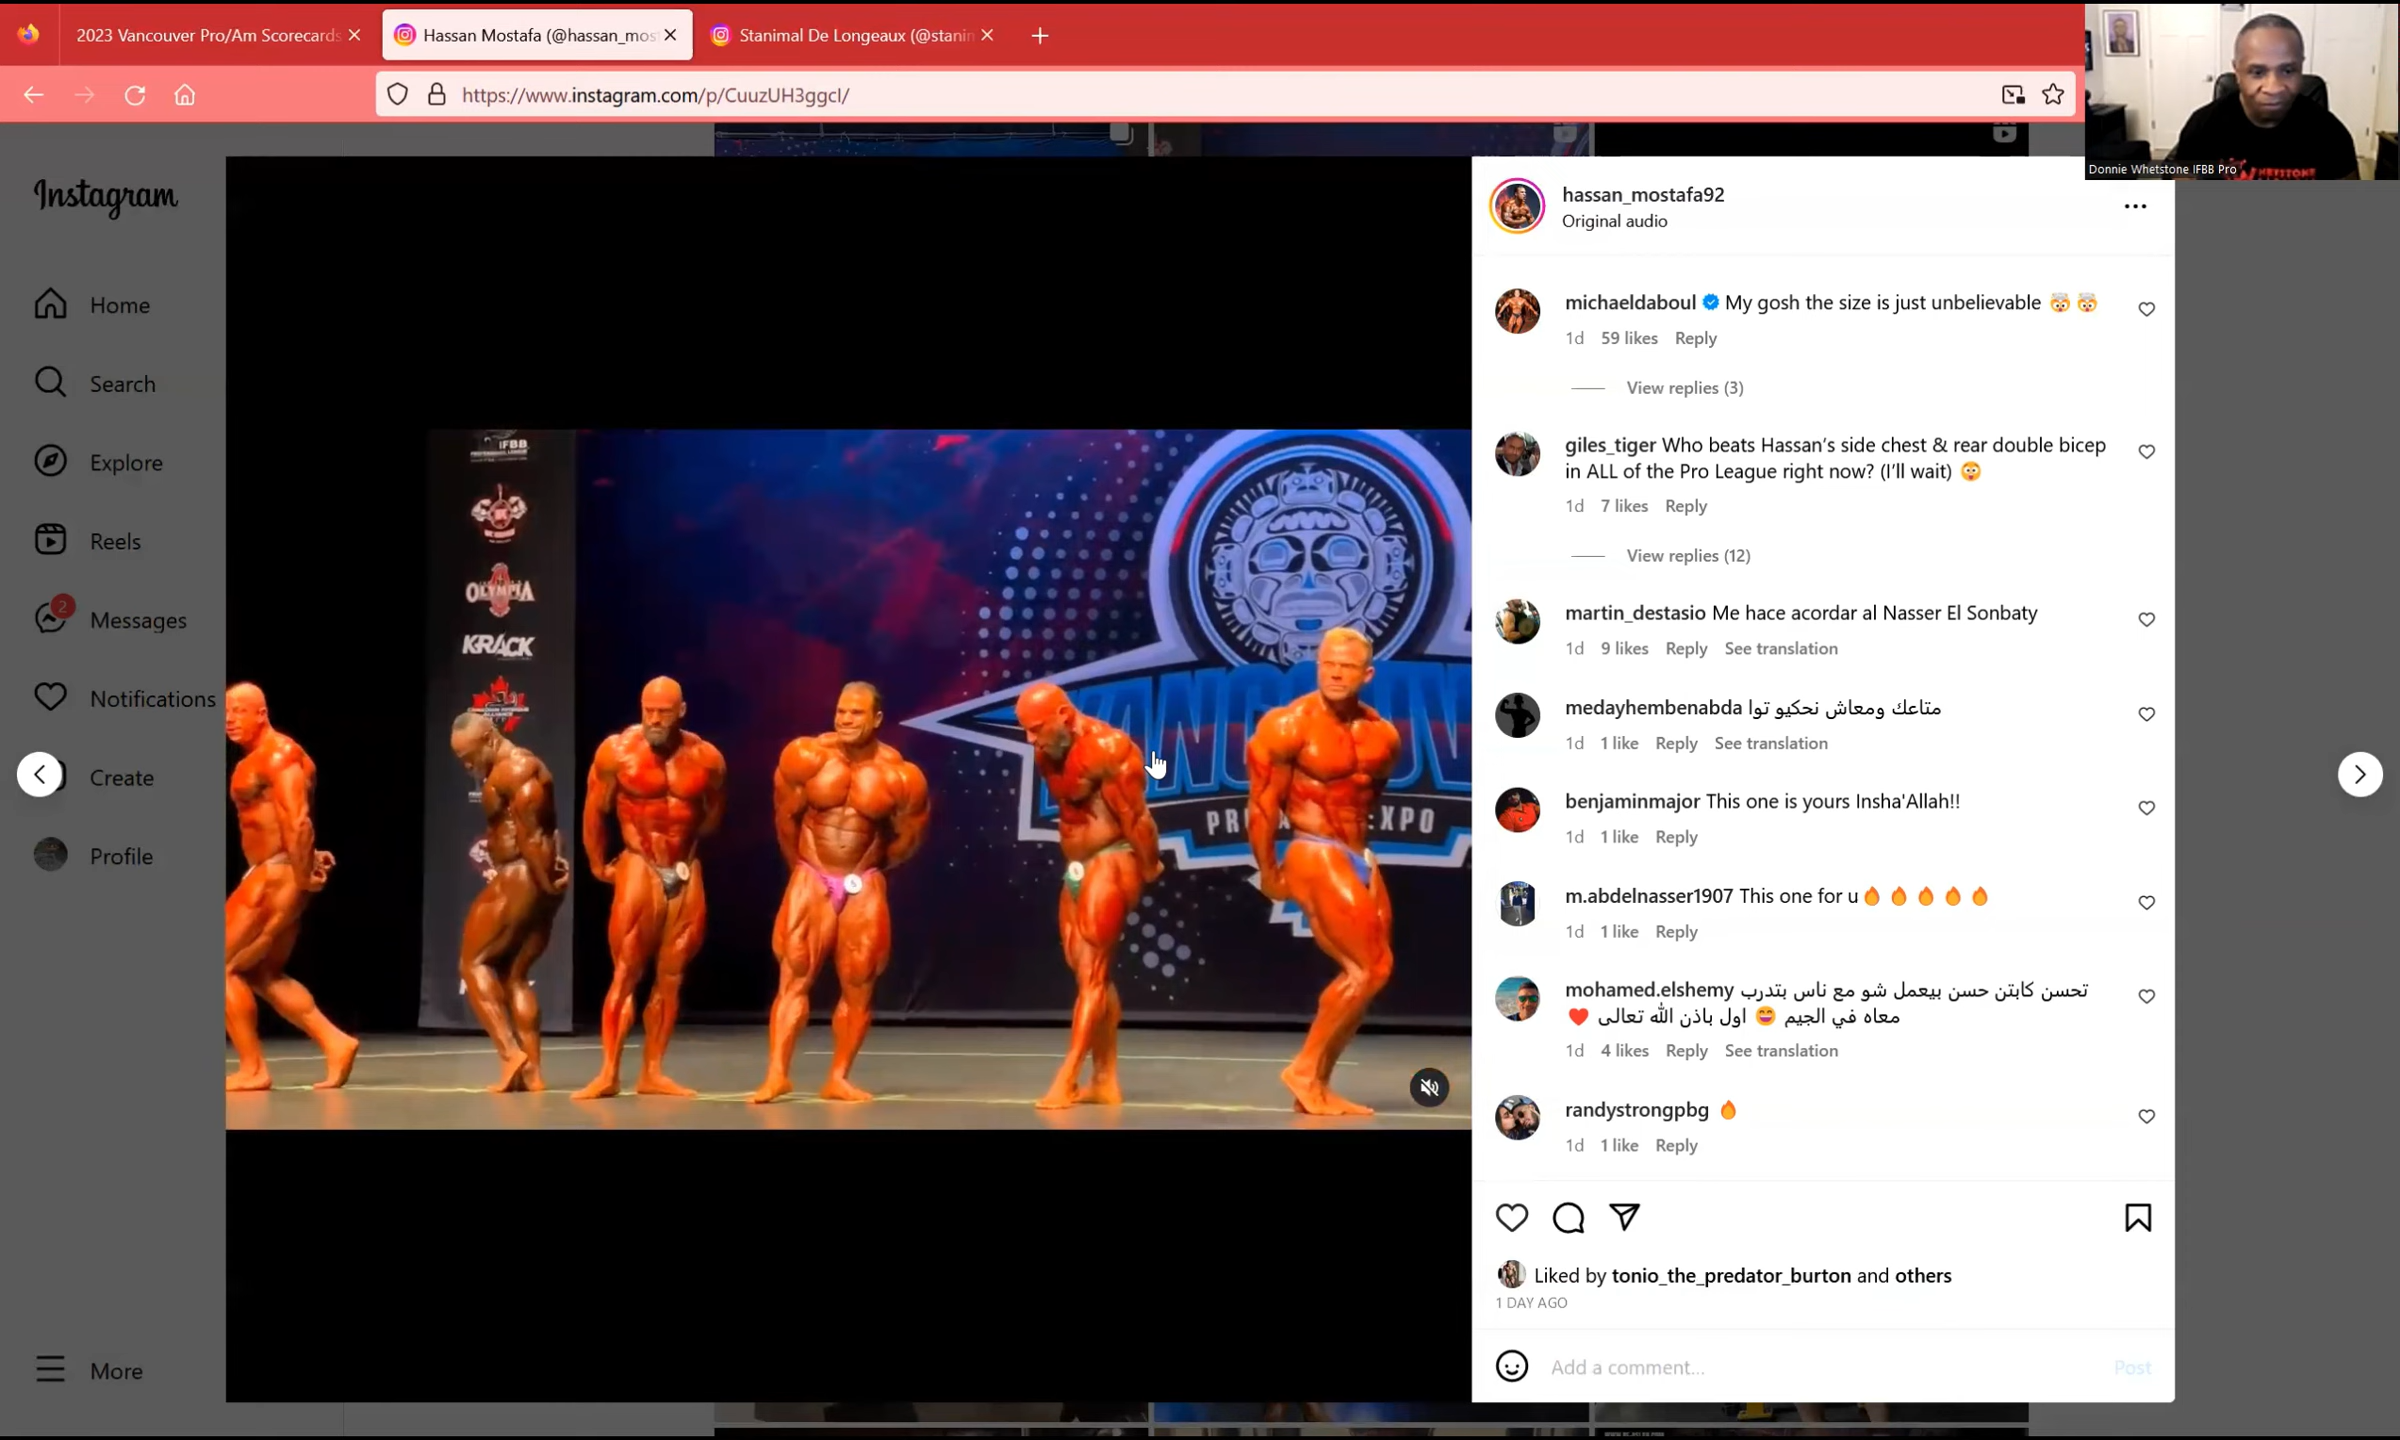 2023 Vancouver Pro/Am Scorecards
Hassan Mostafa (@hassan_mos
Stanimal De Longeaux (@stanin
https://www.instagram.com/p/CuuzUH3ggcI/
Donnie Whetstone IFBB Pro
Instagram
Home
Search
Explore
Reels
2
Messages
Notifications
Create
Profile
More
IFBB
OLYMPIA
KRACK
hassan_mostafa92
Original audio
michaeldaboul My gosh the size is just unbelievable 🤯 🤯
1d 59 likes Reply
View replies (3)
giles_tiger Who beats Hassan’s side chest & rear double bicep
in ALL of the Pro League right now? (I’ll wait) 😳
1d 7 likes Reply
View replies (12)
martin_destasio Me hace acordar al Nasser El Sonbaty
1d 9 likes Reply See translation
medayhembenabda متاعك ومعاش نحكيو توا
1d 1 like Reply See translation
benjaminmajor This one is yours Insha'Allah!!
1d 1 like Reply
m.abdelnasser1907 This one for u🔥 🔥 🔥 🔥 🔥
1d 1 like Reply
mohamed.elshemy تحسن كابتن حسن بيعمل شو مع ناس بتدرب
معاه في الجيم 😄 اول باذن الله تعالى ♥️
1d 4 likes Reply See translation
randystrongpbg 🔥
1d 1 like Reply
Liked by tonio_the_predator_burton and others
1 DAY AGO
Add a comment...
Post